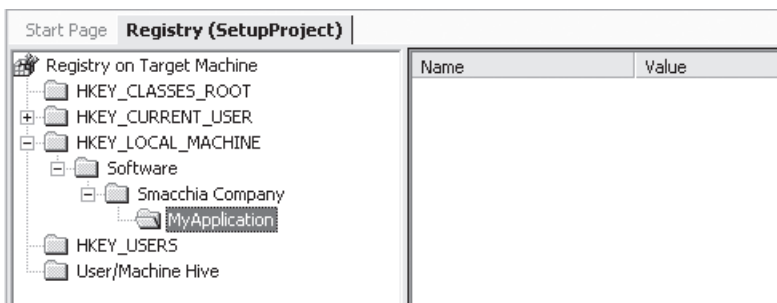 Start Page Registry (SetupProject)
Registry on Target Machine
Name Value
HKEY_CLASSES_ROOT
HKEY_CURRENT_USER
HKEY_LOCAL_MACHINE
Software
Smacchia Company
MyApplication
HKEY_USERS
User/Machine Hive